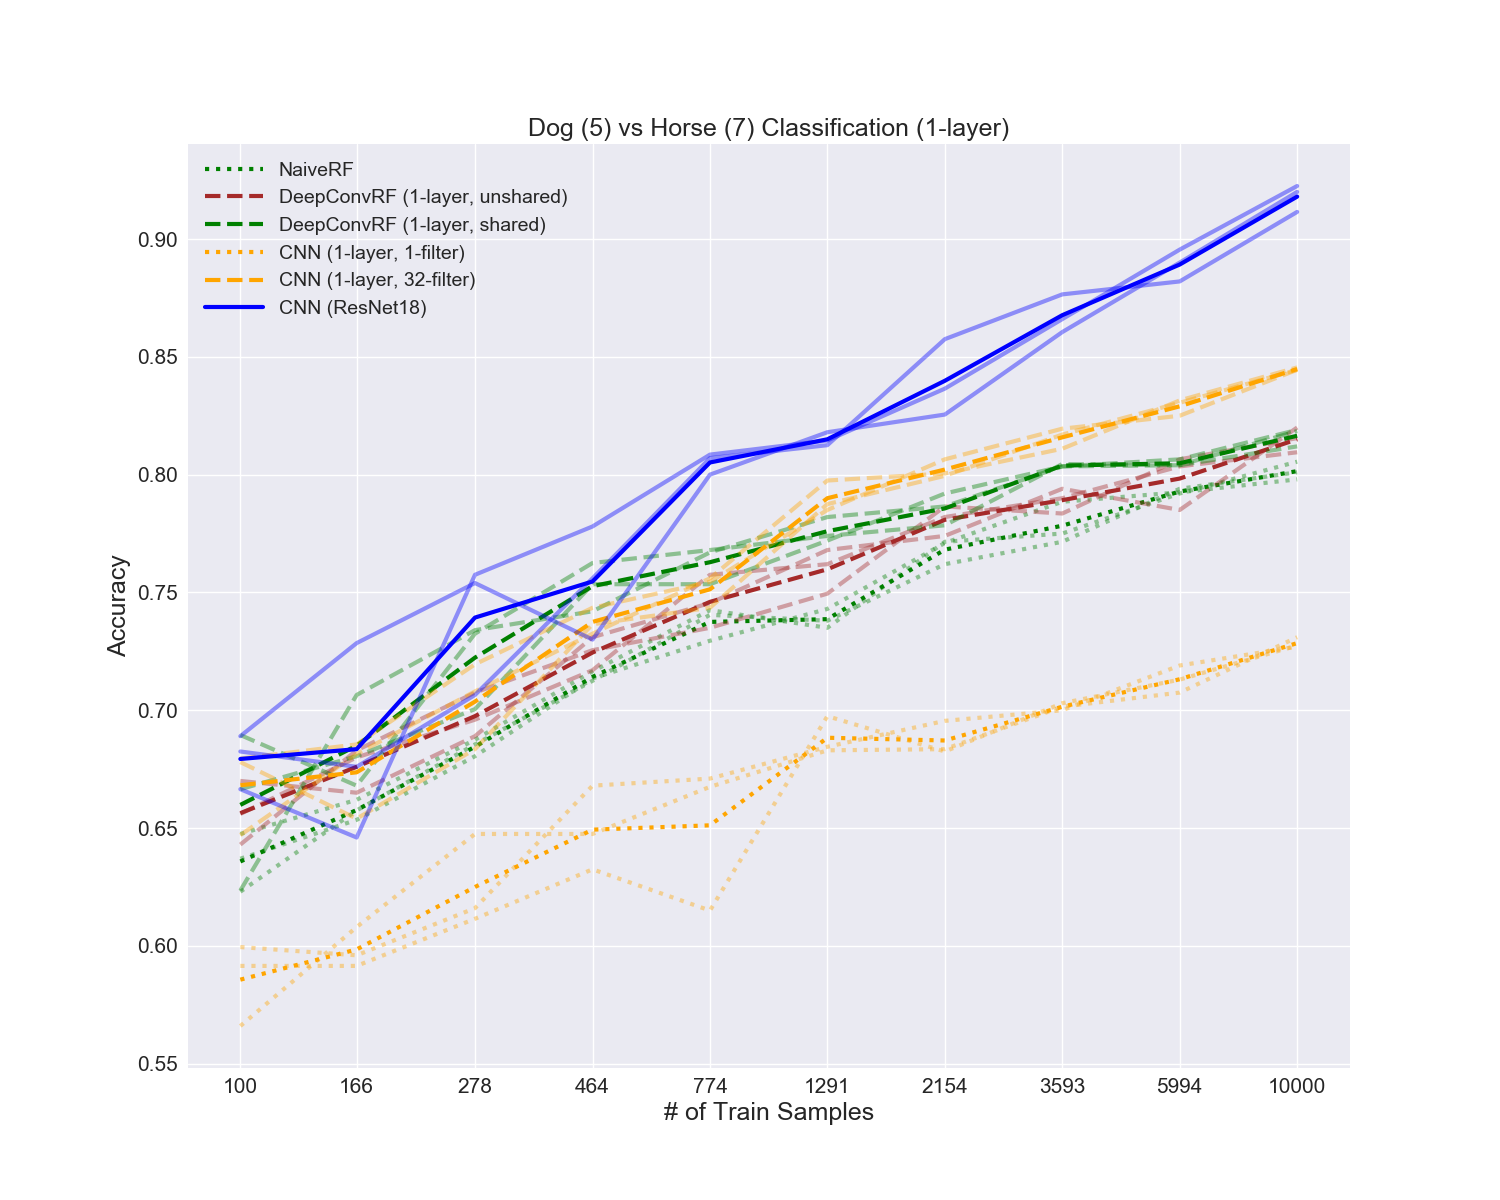 Dog (5) vs Horse (7) Classification (1-layer)
NaiveRF
DeepConvRF (1-layer, unshared)
DeepConvRF (1-layer, shared)
CNN (1-layer, 1-filter)
CNN (1-layer, 32-filter)
CNN (ResNet18)
Accuracy
0.90
0.85
0.80
0.75
0.70
0.65
0.60
0.55
100 166 278 464 774 1291 2154 3593 5994 10000
# of Train Samples